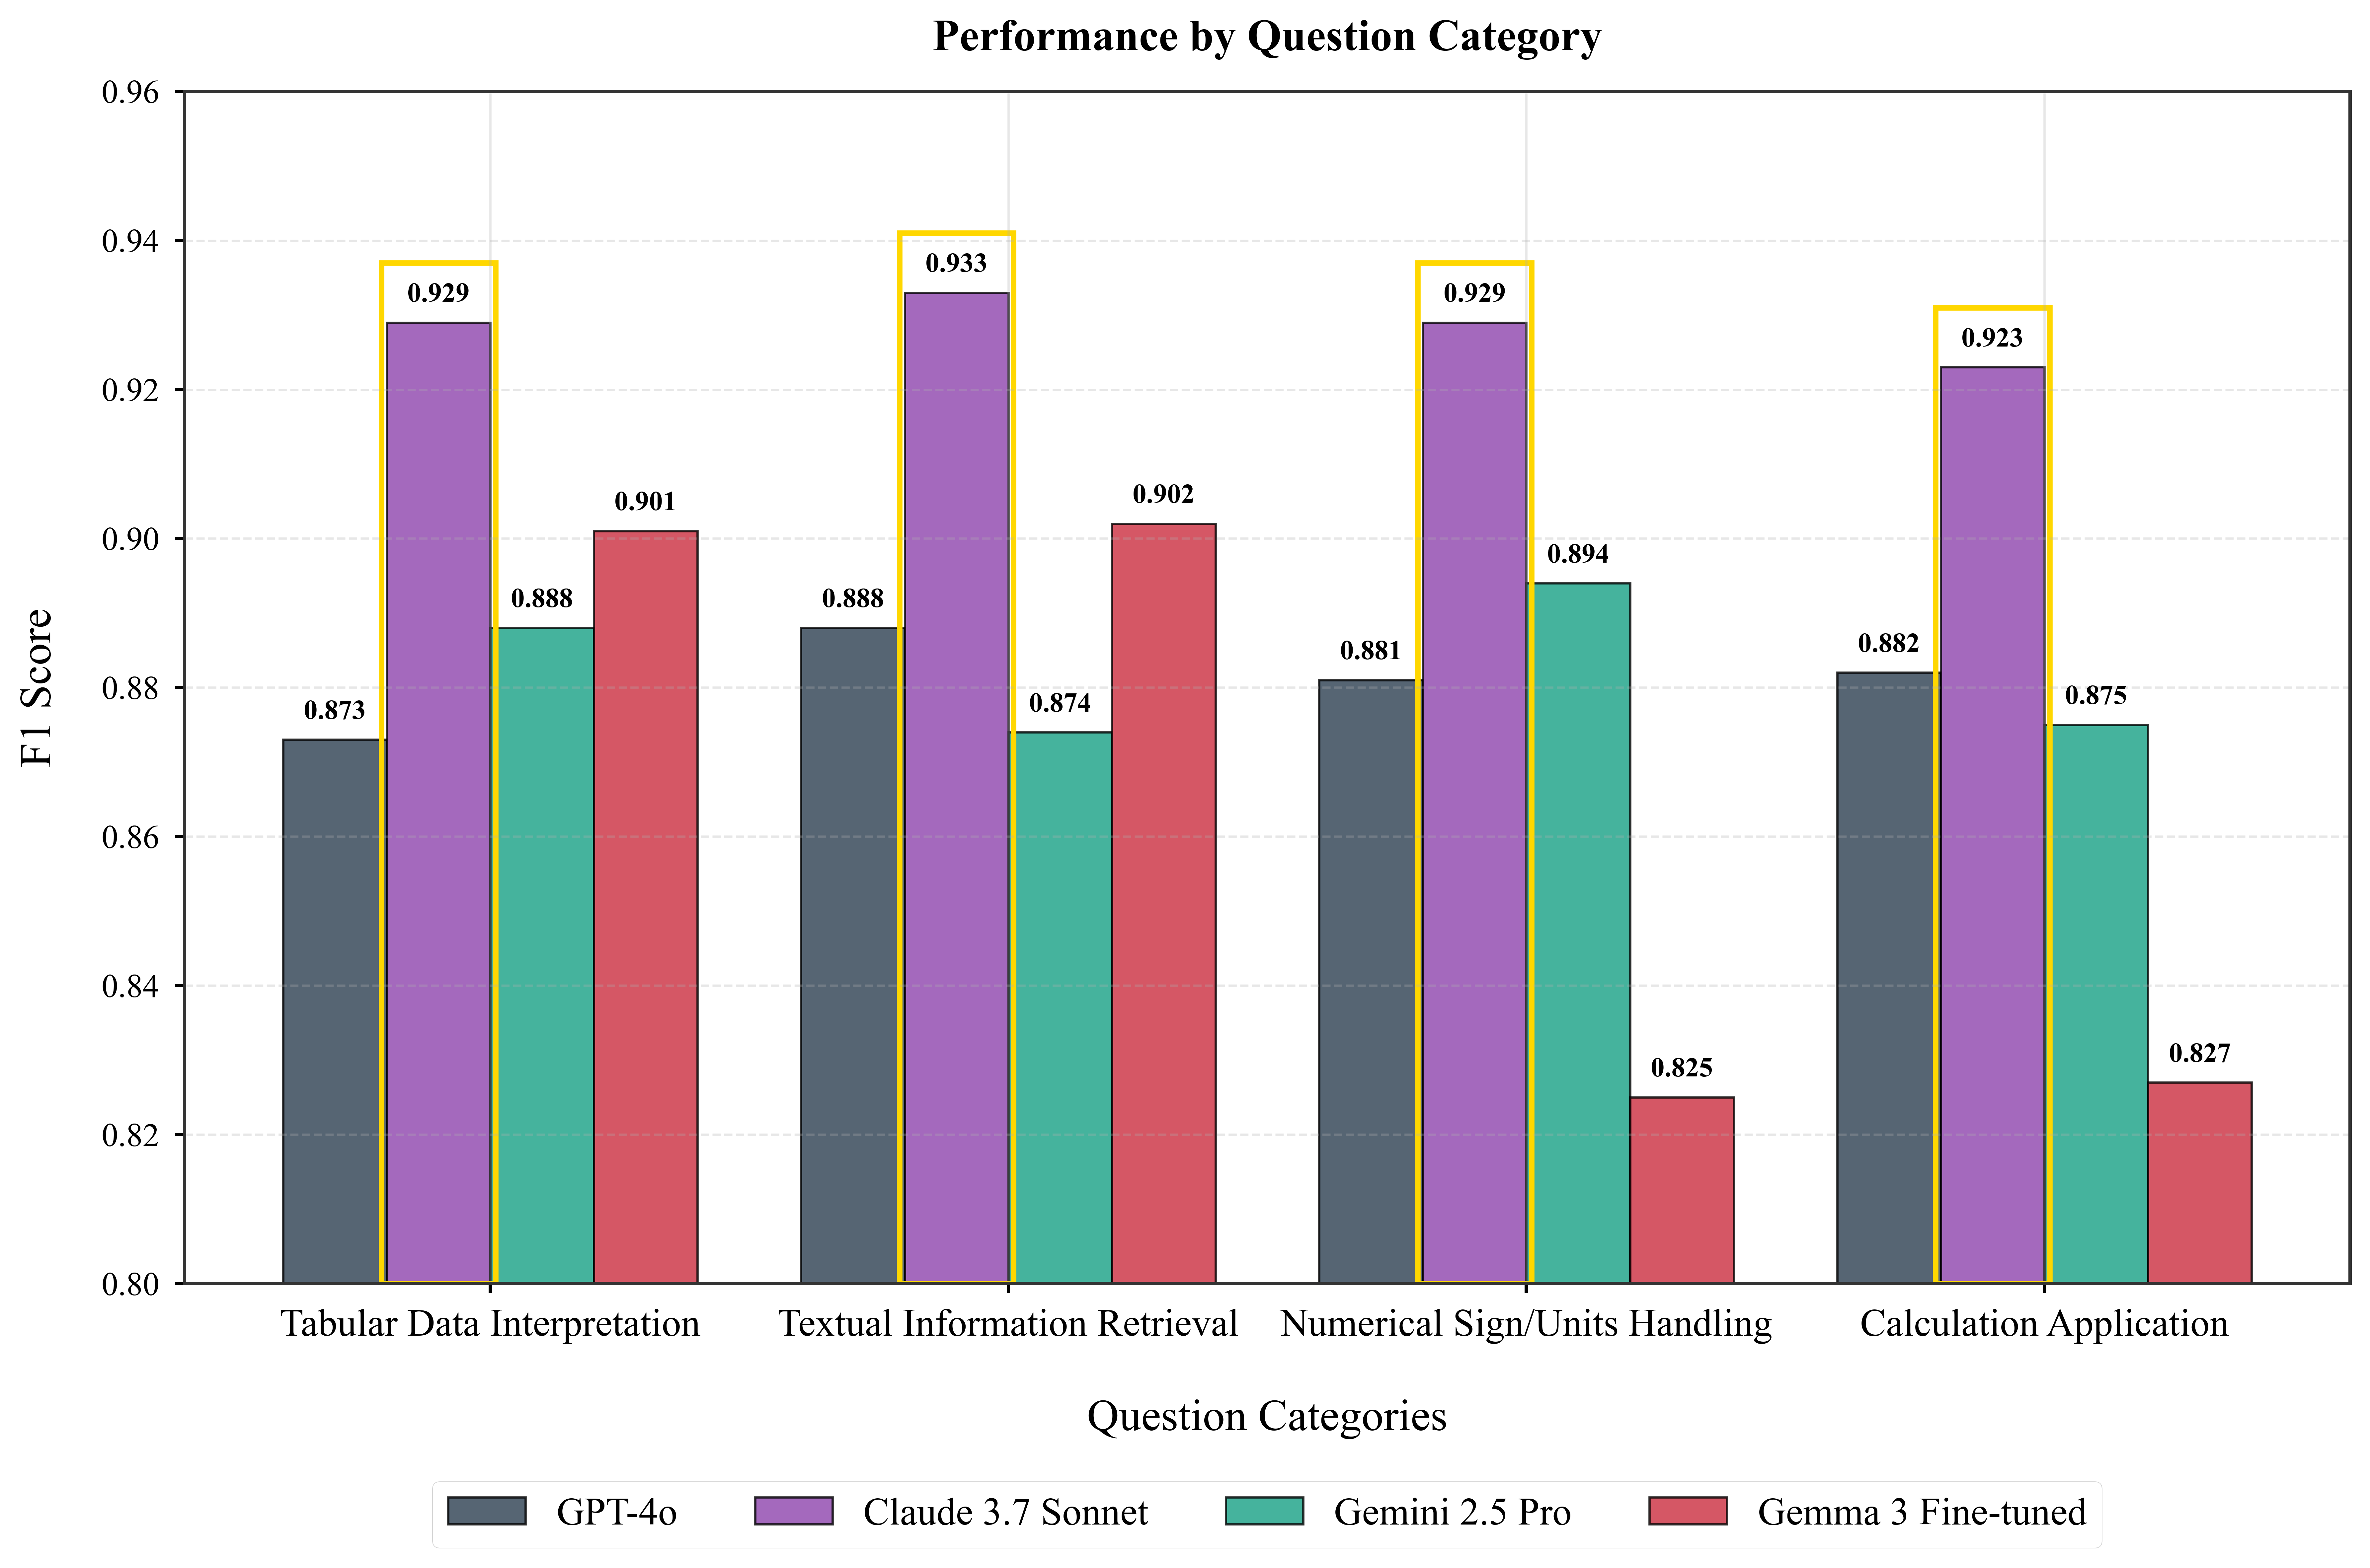 Performance by Question Category
0.96
0.94
0.92
0.90
0.88
0.86
0.84
0.82
0.80
F1 Score
0.873
0.929
0.888
0.901
0.888
0.933
0.874
0.902
0.881
0.929
0.894
0.825
0.882
0.923
0.875
0.827
Tabular Data Interpretation
Textual Information Retrieval
Numerical Sign/Units Handling
Calculation Application
Question Categories
GPT-4o
Claude 3.7 Sonnet
Gemini 2.5 Pro
Gemma 3 Fine-tuned